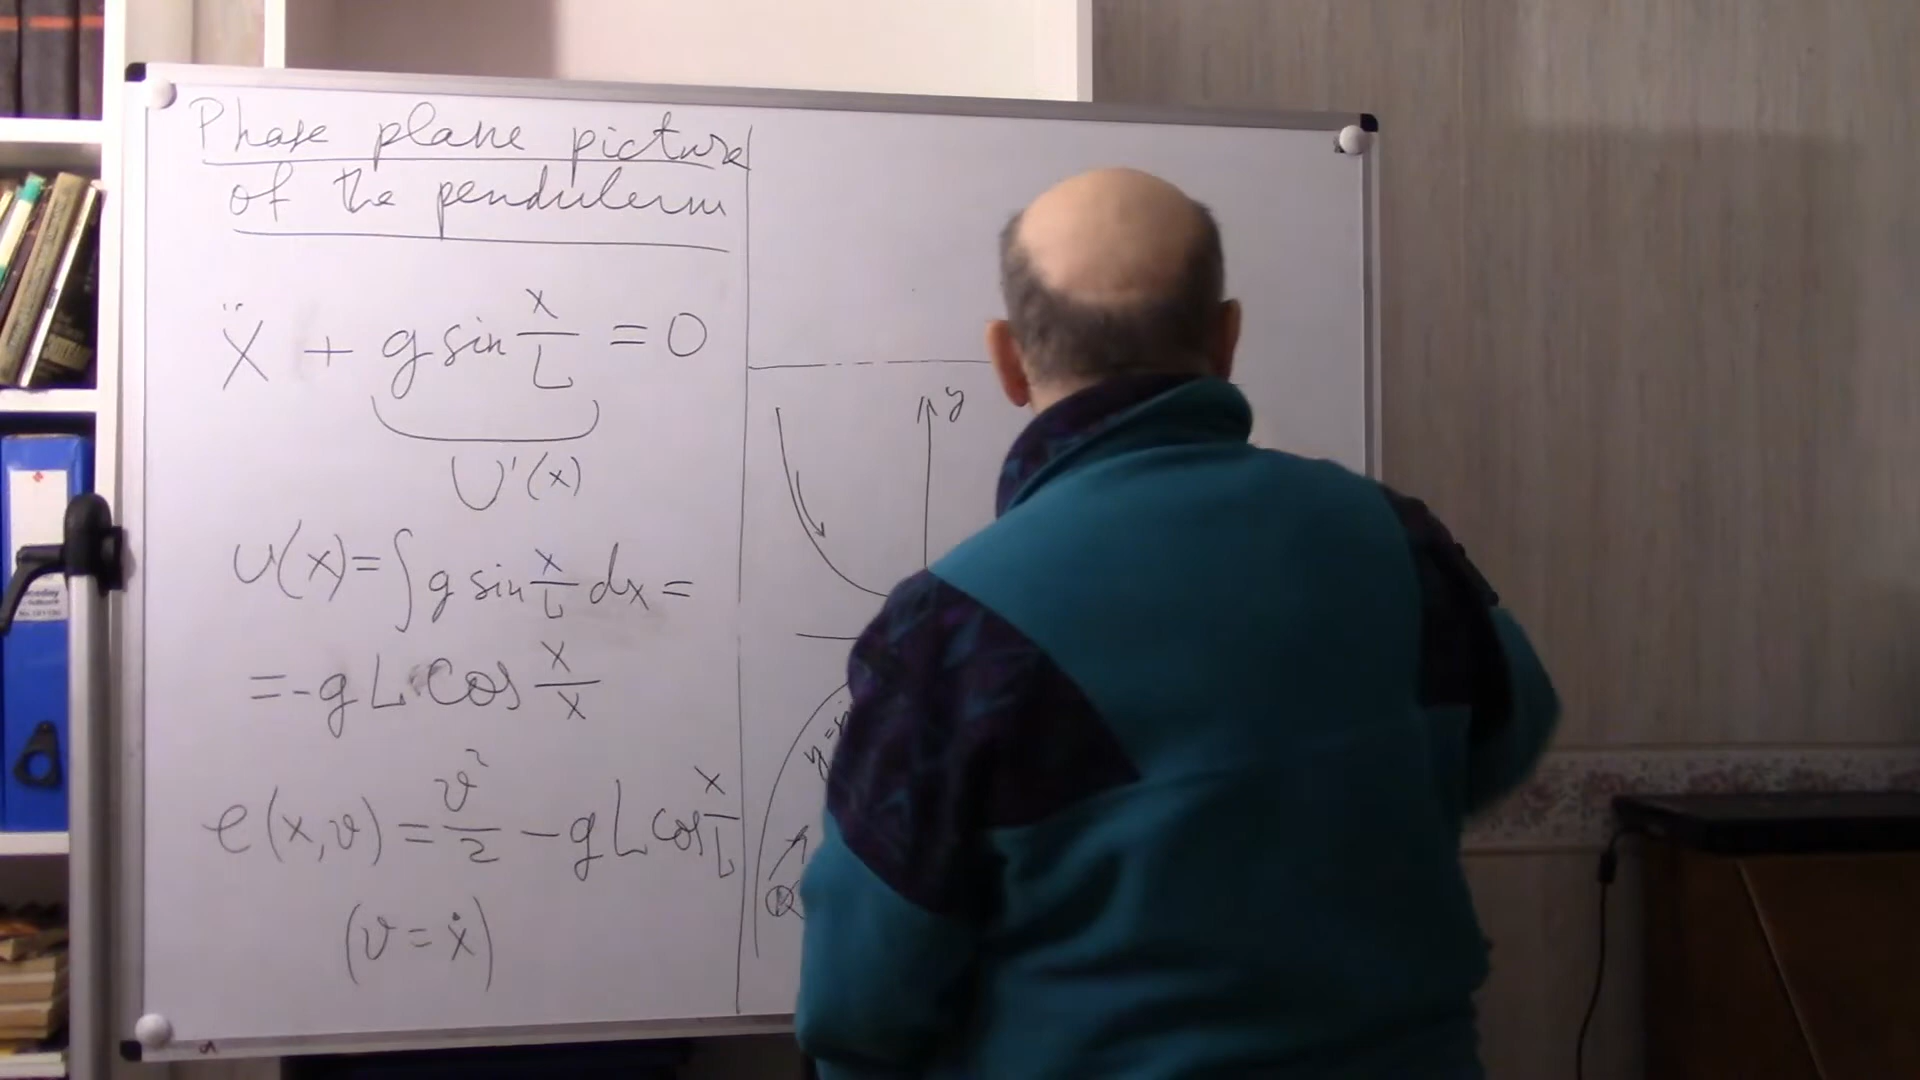 Phase plane picture
of the pendulum
ẍ + g sin x/L = 0
U'(x)
u(x) = ∫ g sin x/L dx =
= -gL cos x/x
e(x,v) = v²/2 - gL cos x/L
(v = ẋ)
y